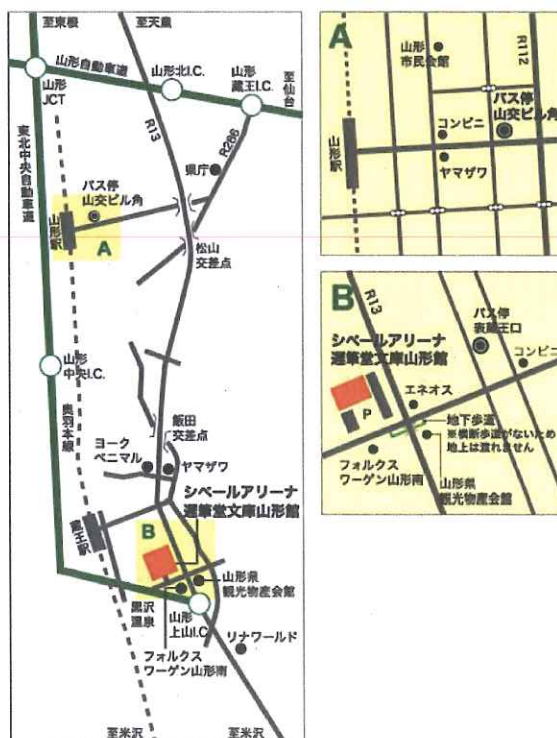 至東根
至天童
山形自動車道
山形
JCT
山形北I.C.
山形
蔵王I.C.
至仙台
R13
R286
東北中央自動車道
県庁
バス停
山交ビル角
山形駅
A
松山
交差点
山形
中央I.C.
奥羽本線
飯田
交差点
ヨーク
ベニマル
ヤマザワ
シベールアリーナ
遅筆堂文庫山形館
蔵王駅
B
山形県
観光物産会館
黒沢
温泉
山形
上山I.C.
フォルクス
ワーゲン山形南
リナワールド
至米沢
至米沢
A
山形
市民会館
R112
バス停
山交ビル角
コンビニ
山形駅
ヤマザワ
B
R13
バス停
表蔵王口
シベールアリーナ
遅筆堂文庫山形館
コンビニ
エネオス
P
地下歩道
※横断歩道がないため
地上は渡れません
フォルクス
ワーゲン山形南
山形県
観光物産会館